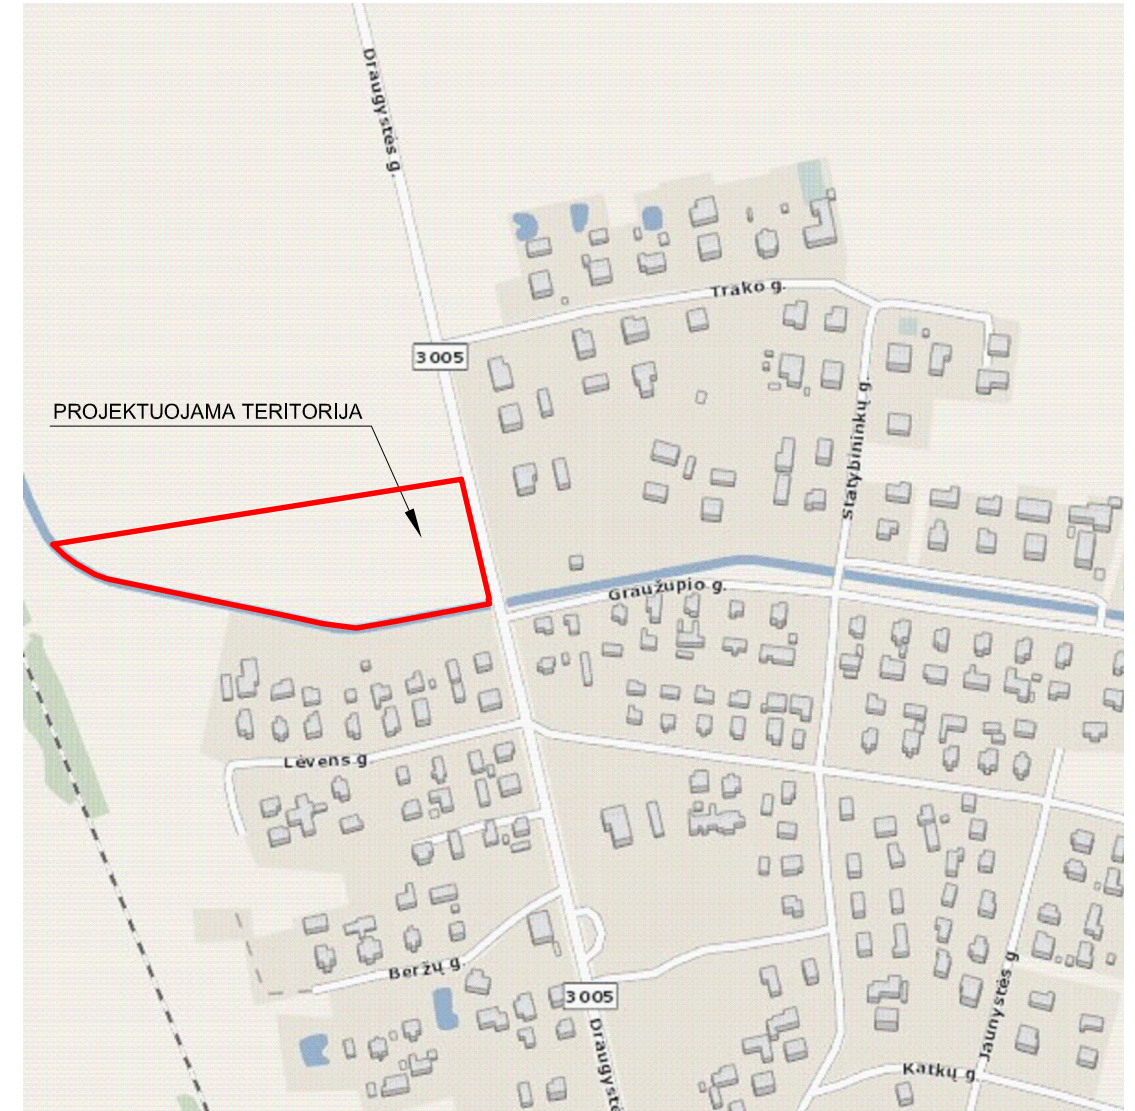 Draugystės g.
Trako g.
3005
PROJEKTUOJAMA TERITORIJA
Statybininkų g.
Graužupio g.
Lėvens g
Beržų g.
Jaunystės g
3005
Draugystė
Katkų g